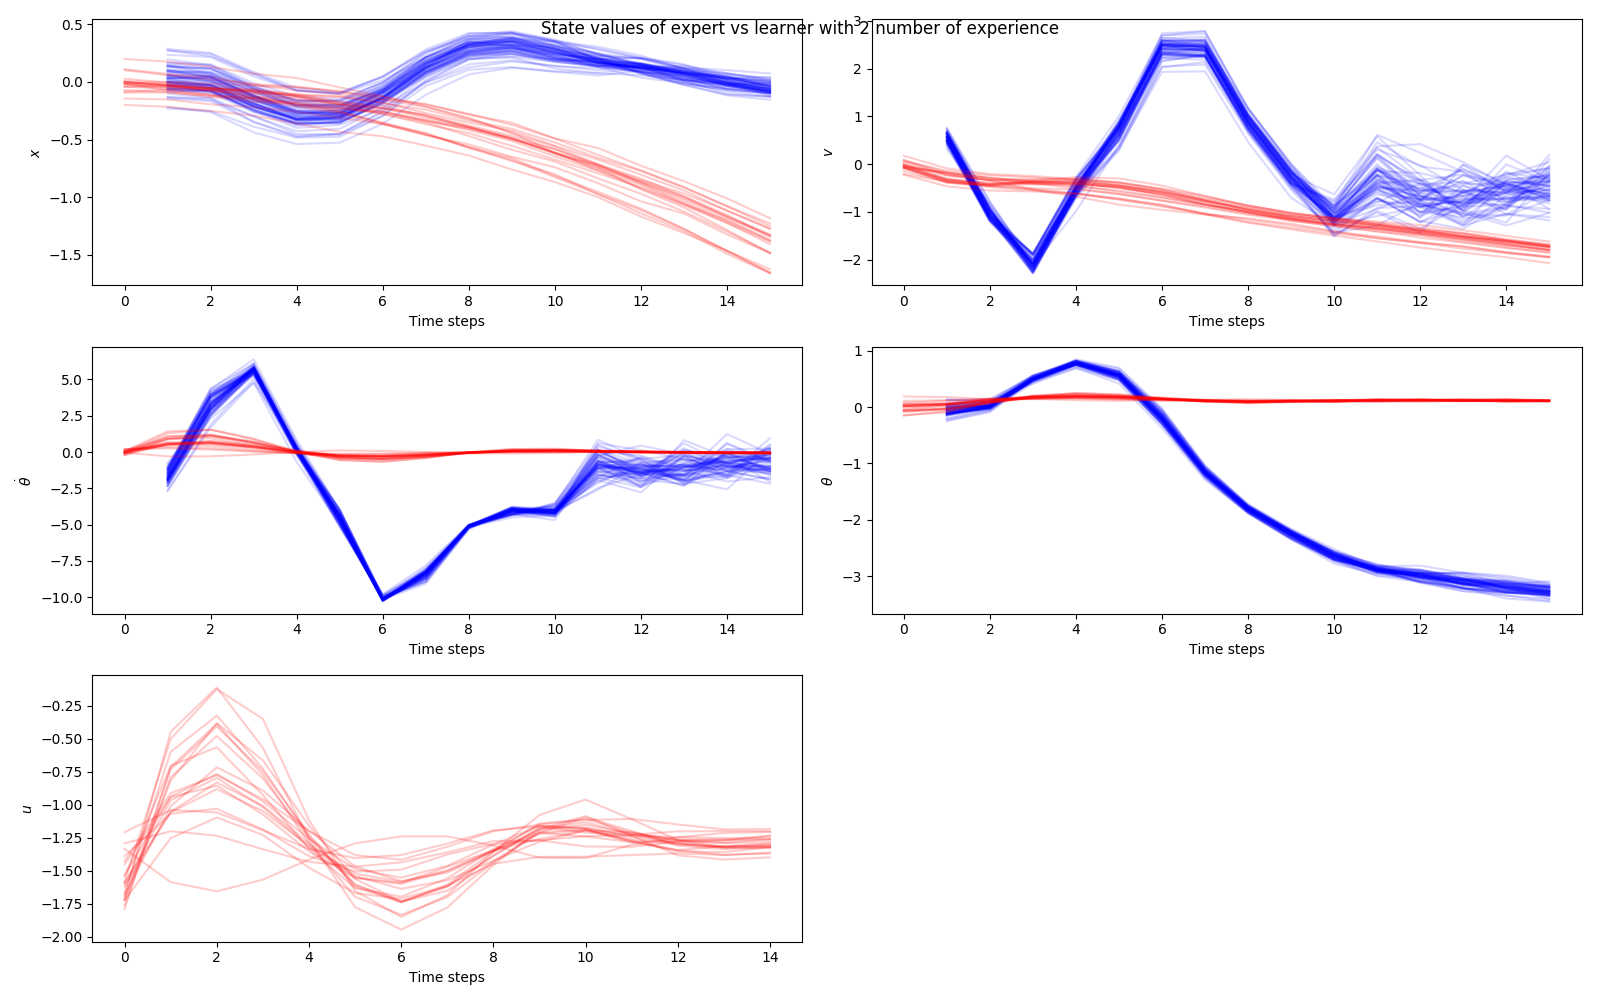 State values of expert vs learner with 2 number of experience
0.5
0.0
−0.5
−1.0
−1.5
x
0 2 4 6 8 10 12 14
Time steps
3
2
1
0
−1
−2
v
0 2 4 6 8 10 12 14
Time steps
5.0
2.5
0.0
−2.5
−5.0
−7.5
−10.0
θ̇
0 2 4 6 8 10 12 14
Time steps
1
0
−1
−2
−3
θ
0 2 4 6 8 10 12 14
Time steps
−0.25
−0.50
−0.75
−1.00
−1.25
−1.50
−1.75
−2.00
u
0 2 4 6 8 10 12 14
Time steps